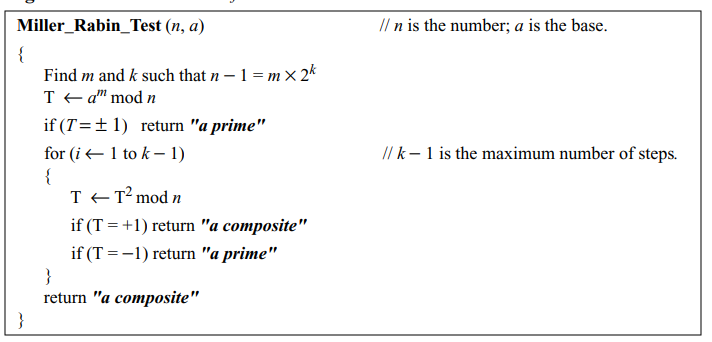 Miller_Rabin_Test (n, a) // n is the number; a is the base.
{
Find m and k such that n − 1 = m × 2^k
T ← a^m mod n
if (T = ± 1) return "a prime"
for (i ← 1 to k − 1) // k − 1 is the maximum number of steps.
{
T ← T² mod n
if (T = +1) return "a composite"
if (T = −1) return "a prime"
}
return "a composite"
}